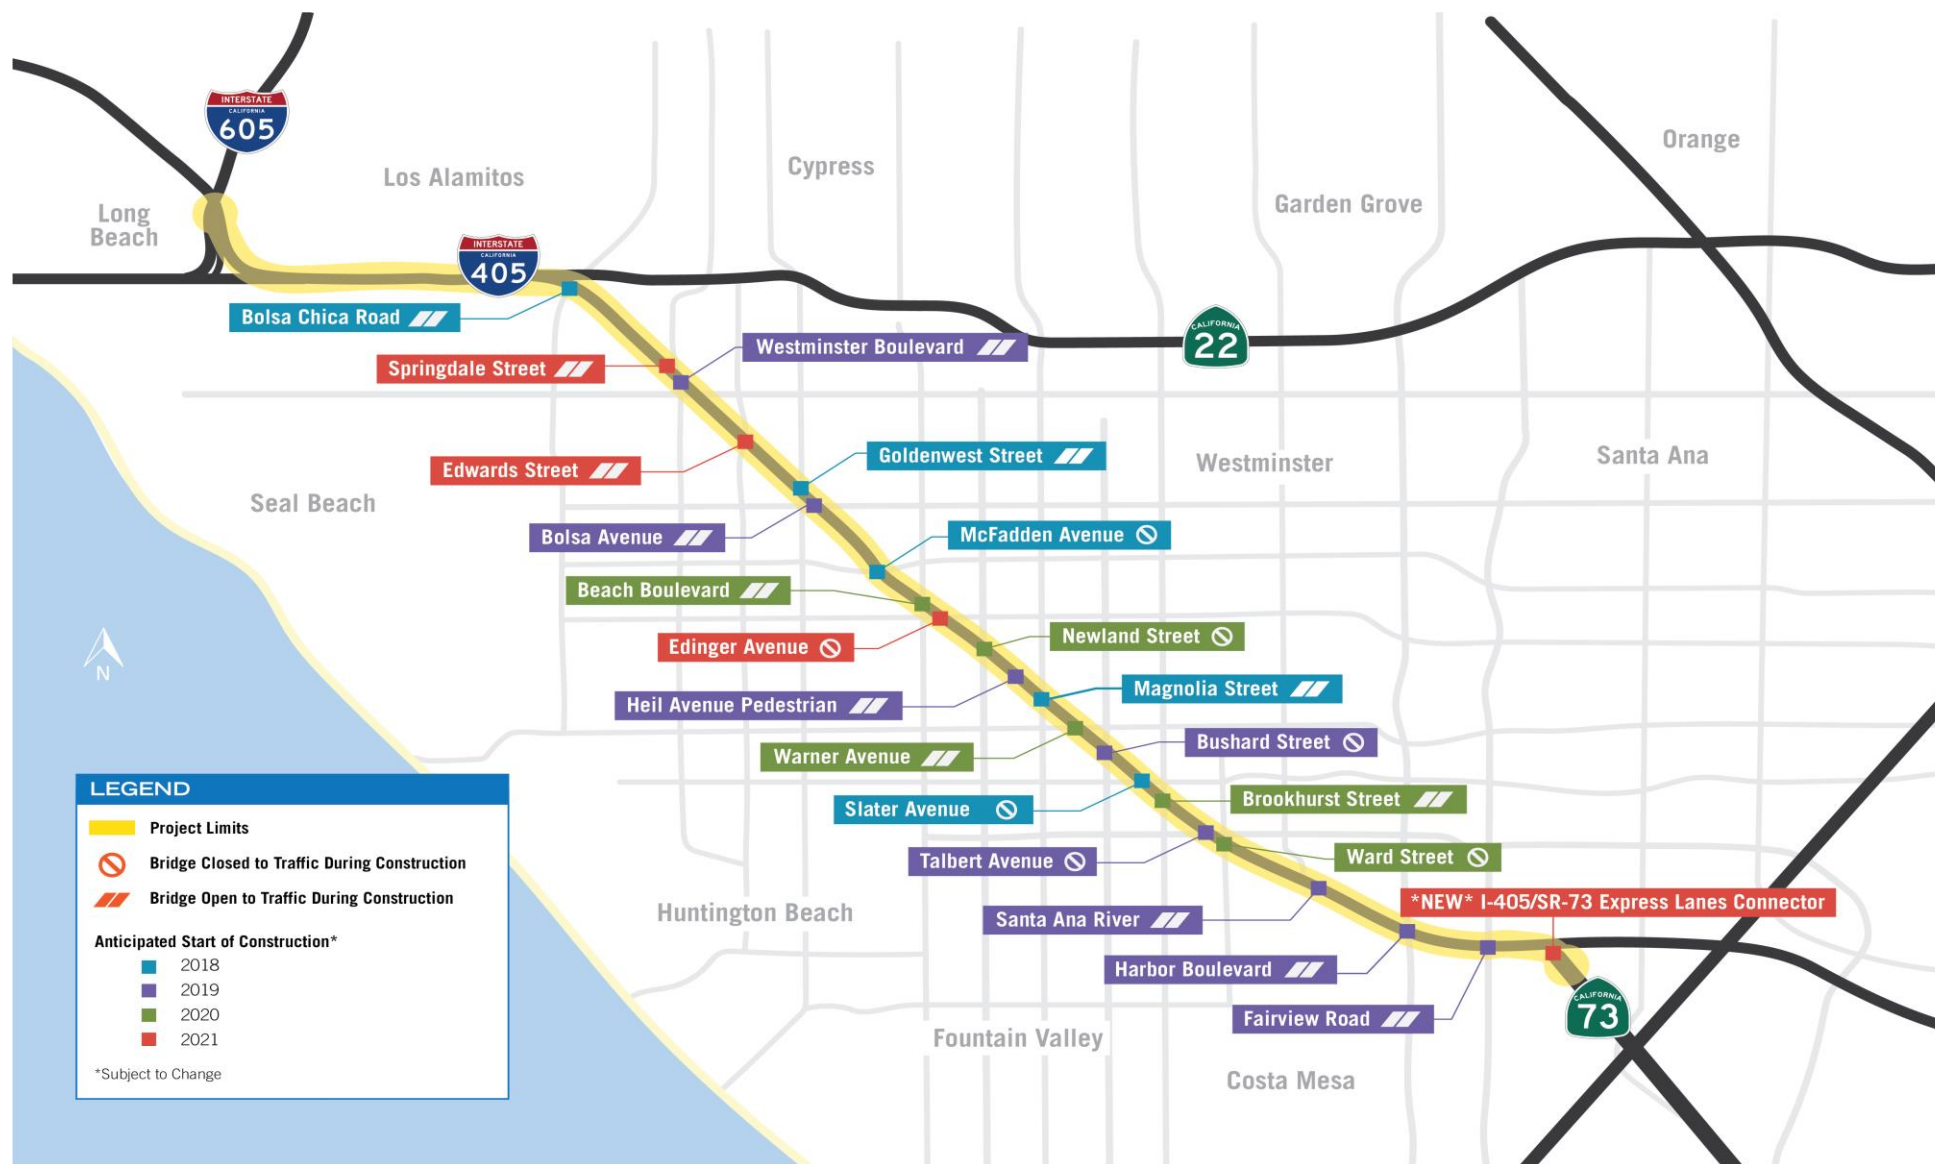 INTERSTATE
CALIFORNIA
605
Orange
Cypress
Los Alamitos
Garden Grove
Long
Beach
INTERSTATE
CALIFORNIA
405
Bolsa Chica Road
CALIFORNIA
22
Westminster Boulevard
Springdale Street
Goldenwest Street
Westminster
Santa Ana
Edwards Street
Seal Beach
Bolsa Avenue
McFadden Avenue
Beach Boulevard
Newland Street
Edinger Avenue
N
Magnolia Street
Heil Avenue Pedestrian
Bushard Street
Warner Avenue
Brookhurst Street
Slater Avenue
Ward Street
Talbert Avenue
*NEW* I-405/SR-73 Express Lanes Connector
Huntington Beach
Santa Ana River
Harbor Boulevard
Fairview Road
CALIFORNIA
73
Fountain Valley
Costa Mesa
LEGEND
Project Limits
Bridge Closed to Traffic During Construction
Bridge Open to Traffic During Construction
Anticipated Start of Construction*
2018
2019
2020
2021
*Subject to Change